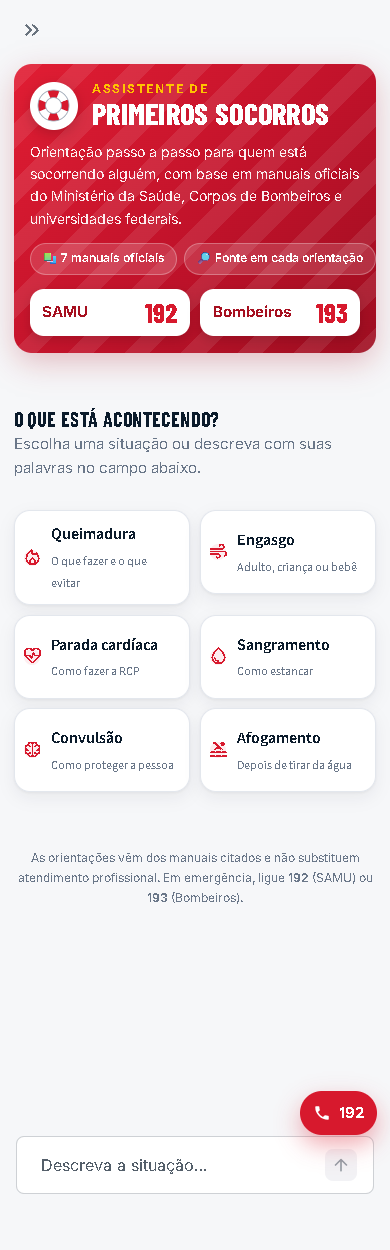 ASSISTENTE DE
PRIMEIROS SOCORROS
Orientação passo a passo para quem está
socorrendo alguém, com base em manuais oficiais
do Ministério da Saúde, Corpos de Bombeiros e
universidades federais.
7 manuais oficiais
Fonte em cada orientação
SAMU 192
Bombeiros 193
O QUE ESTÁ ACONTECENDO?
Escolha uma situação ou descreva com suas
palavras no campo abaixo.
Queimadura
O que fazer e o que
evitar
Engasgo
Adulto, criança ou bebê
Parada cardíaca
Como fazer a RCP
Sangramento
Como estancar
Convulsão
Como proteger a pessoa
Afogamento
Depois de tirar da água
As orientações vêm dos manuais citados e não substituem
atendimento profissional. Em emergência, ligue 192 (SAMU) ou
193 (Bombeiros).
192
Descreva a situação...